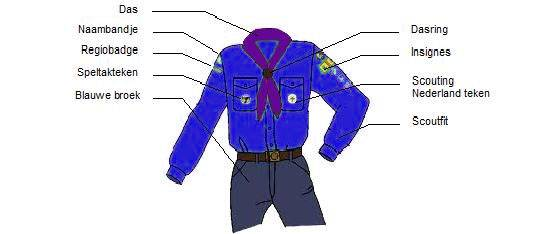 Das
Naambandje
Regiobadge
Speltakteken
Blauwe broek
Dasring
Insignes
Scouting
Nederland teken
Scoutfit